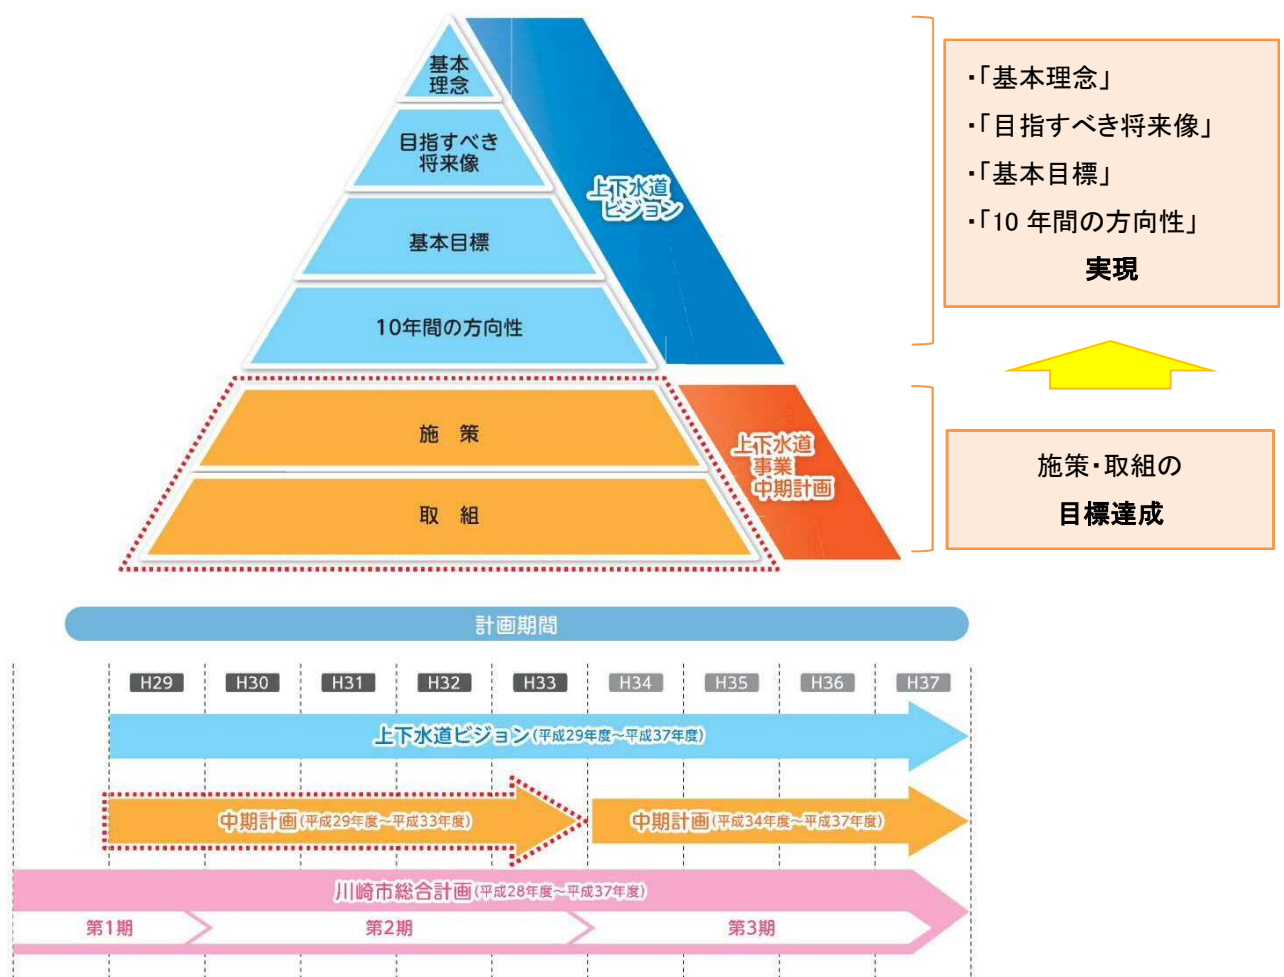 基本
理念
目指すべき
将来像
基本目標
10年間の方向性
施　策
取　組
上下水道
ビジョン
上下水道
事業
中期計画
・「基本理念」
・「目指すべき将来像」
・「基本目標」
・「10 年間の方向性」
実現
施策・取組の
目標達成
計画期間
H29 H30 H31 H32 H33 H34 H35 H36 H37
上下水道ビジョン(平成29年度～平成37年度)
中期計画(平成29年度～平成33年度) 中期計画(平成34年度～平成37年度)
川崎市総合計画(平成28年度～平成37年度)
第1期 第2期 第3期